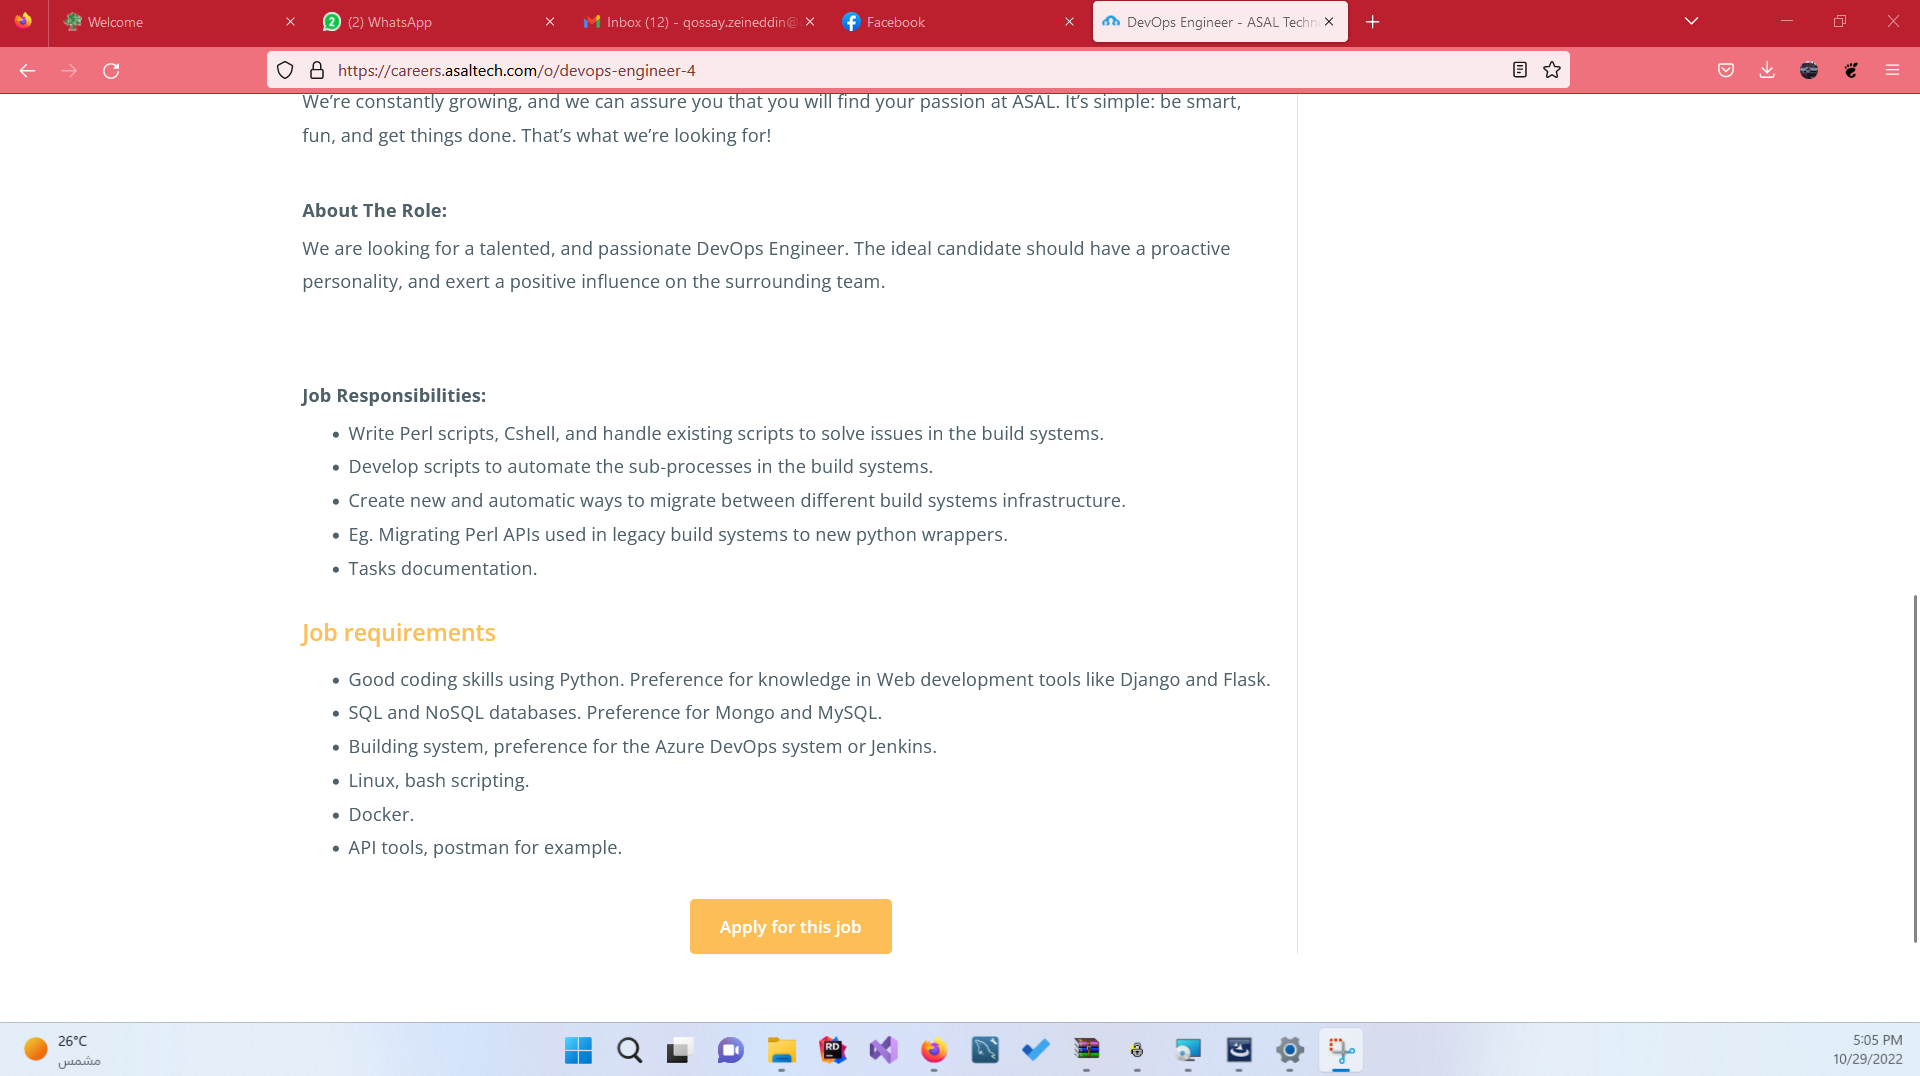 Welcome
(2) WhatsApp
Inbox (12) - qossay.zeineddin@
Facebook
DevOps Engineer - ASAL Techn
https://careers.asaltech.com/o/devops-engineer-4
We’re constantly growing, and we can assure you that you will find your passion at ASAL. It’s simple: be smart,
fun, and get things done. That’s what we’re looking for!
About The Role:
We are looking for a talented, and passionate DevOps Engineer. The ideal candidate should have a proactive
personality, and exert a positive influence on the surrounding team.
Job Responsibilities:
• Write Perl scripts, Cshell, and handle existing scripts to solve issues in the build systems.
• Develop scripts to automate the sub-processes in the build systems.
• Create new and automatic ways to migrate between different build systems infrastructure.
• Eg. Migrating Perl APIs used in legacy build systems to new python wrappers.
• Tasks documentation.
Job requirements
• Good coding skills using Python. Preference for knowledge in Web development tools like Django and Flask.
• SQL and NoSQL databases. Preference for Mongo and MySQL.
• Building system, preference for the Azure DevOps system or Jenkins.
• Linux, bash scripting.
• Docker.
• API tools, postman for example.
Apply for this job
26°C
مشمس
RD
5:05 PM
10/29/2022